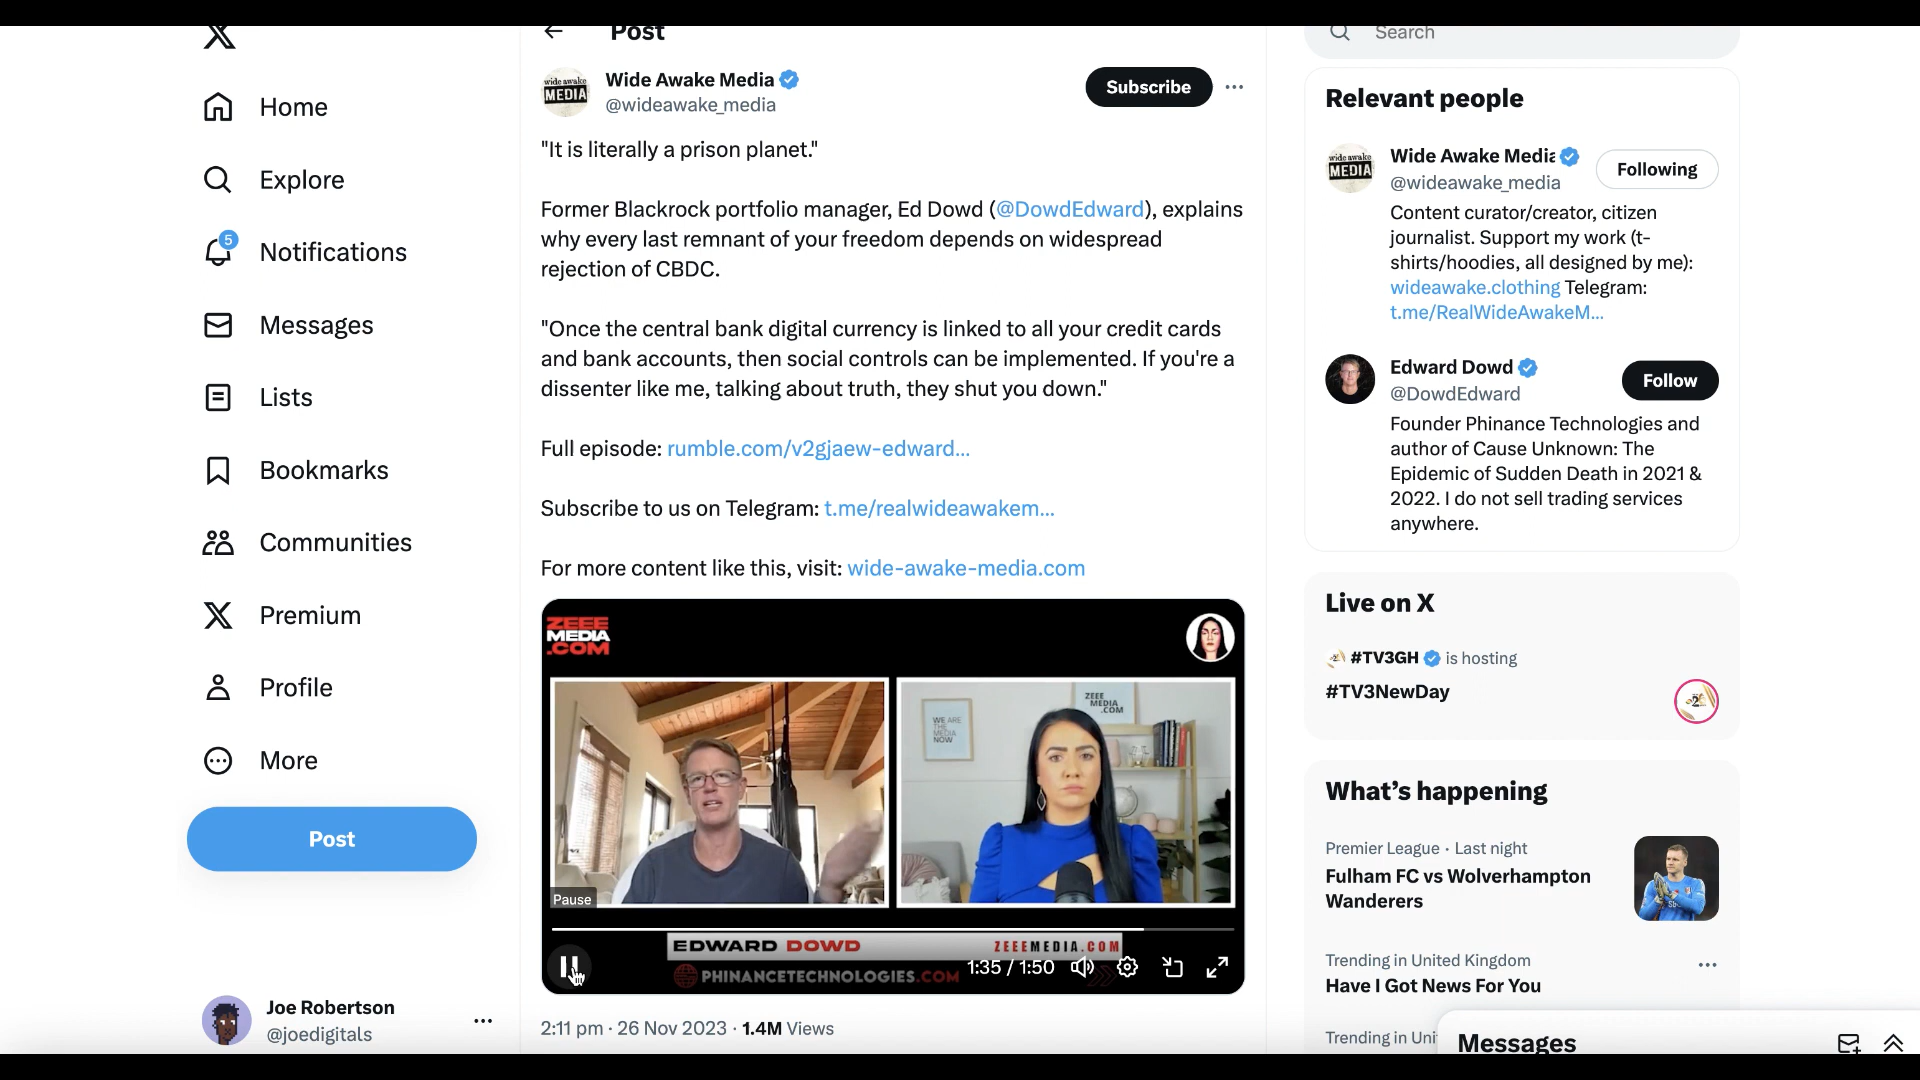 Post
Search
Home
Explore
5
Notifications
Messages
Lists
Bookmarks
Communities
Premium
Profile
More
Post
Joe Robertson
@joedigitals
wide awake
MEDIA
Wide Awake Media
@wideawake_media
Subscribe
"It is literally a prison planet."
Former Blackrock portfolio manager, Ed Dowd (@DowdEdward), explains
why every last remnant of your freedom depends on widespread
rejection of CBDC.
"Once the central bank digital currency is linked to all your credit cards
and bank accounts, then social controls can be implemented. If you're a
dissenter like me, talking about truth, they shut you down."
Full episode: rumble.com/v2gjaew-edward...
Subscribe to us on Telegram: t.me/realwideawakem...
For more content like this, visit: wide-awake-media.com
ZEEE
MEDIA
.COM
WE ARE
THE
MEDIA
NOW
ZEEE
MEDIA
.COM
Pause
EDWARD DOWD
ZEEEMEDIA.COM
1:35 / 1:50
PHINANCETECHNOLOGIES.COM
2:11 pm · 26 Nov 2023 · 1.4M Views
Relevant people
wide awake
MEDIA
Wide Awake Media
@wideawake_media
Following
Content curator/creator, citizen
journalist. Support my work (t-
shirts/hoodies, all designed by me):
wideawake.clothing Telegram:
t.me/RealWideAwakeM...
Edward Dowd
@DowdEdward
Follow
Founder Phinance Technologies and
author of Cause Unknown: The
Epidemic of Sudden Death in 2021 &
2022. I do not sell trading services
anywhere.
Live on X
#TV3GH is hosting
#TV3NewDay
What's happening
Premier League · Last night
Fulham FC vs Wolverhampton
Wanderers
Trending in United Kingdom
Have I Got News For You
Trending in Uni
Messages